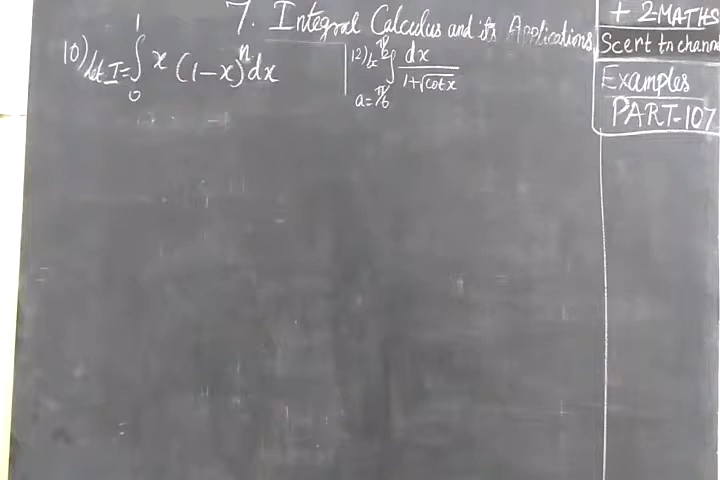 7. Integral Calculus and its Applications
10) let I = ∫₀¹ x (1-x)ⁿ dx
12) ∫ dx / 1+√cot x
a = π/6
+ 2 MATHS
Scert tn channel
Examples
PART-107